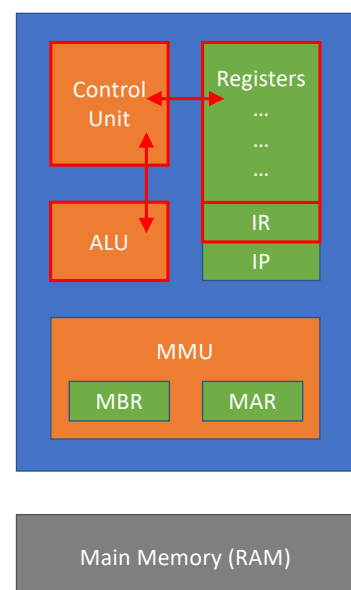 Control
Unit
Registers
...
...
...
ALU
IR
IP
MMU
MBR
MAR
Main Memory (RAM)